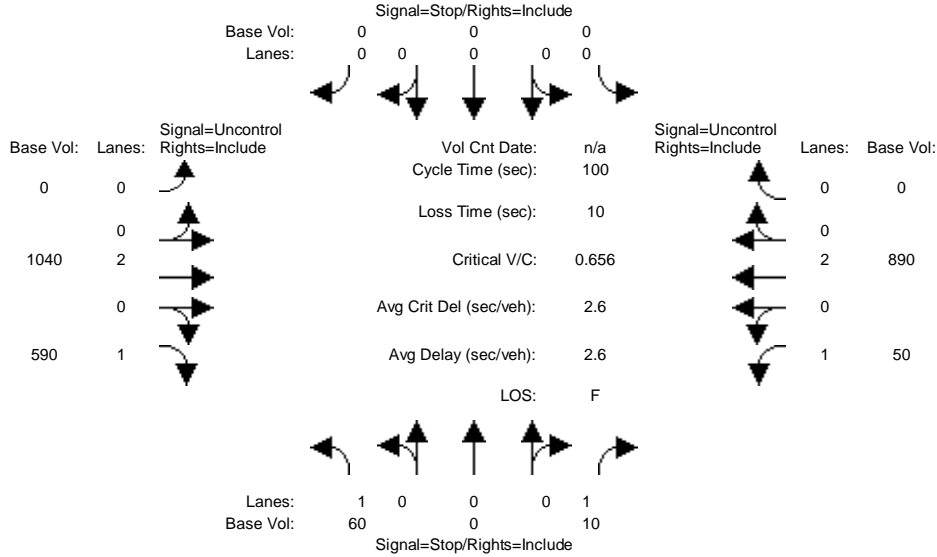 Signal=Stop/Rights=Include
Base Vol: 0 0 0
Lanes: 0 0 0 0 0
Signal=Uncontrol
Rights=Include
Base Vol: Lanes:
0 0
0
1040 2
0
590 1
Vol Cnt Date: n/a
Cycle Time (sec): 100
Loss Time (sec): 10
Critical V/C: 0.656
Avg Crit Del (sec/veh): 2.6
Avg Delay (sec/veh): 2.6
LOS: F
Signal=Uncontrol
Rights=Include
Lanes: Base Vol:
0 0
0
2 890
0
1 50
Lanes: 1 0 0 0 1
Base Vol: 60 0 10
Signal=Stop/Rights=Include